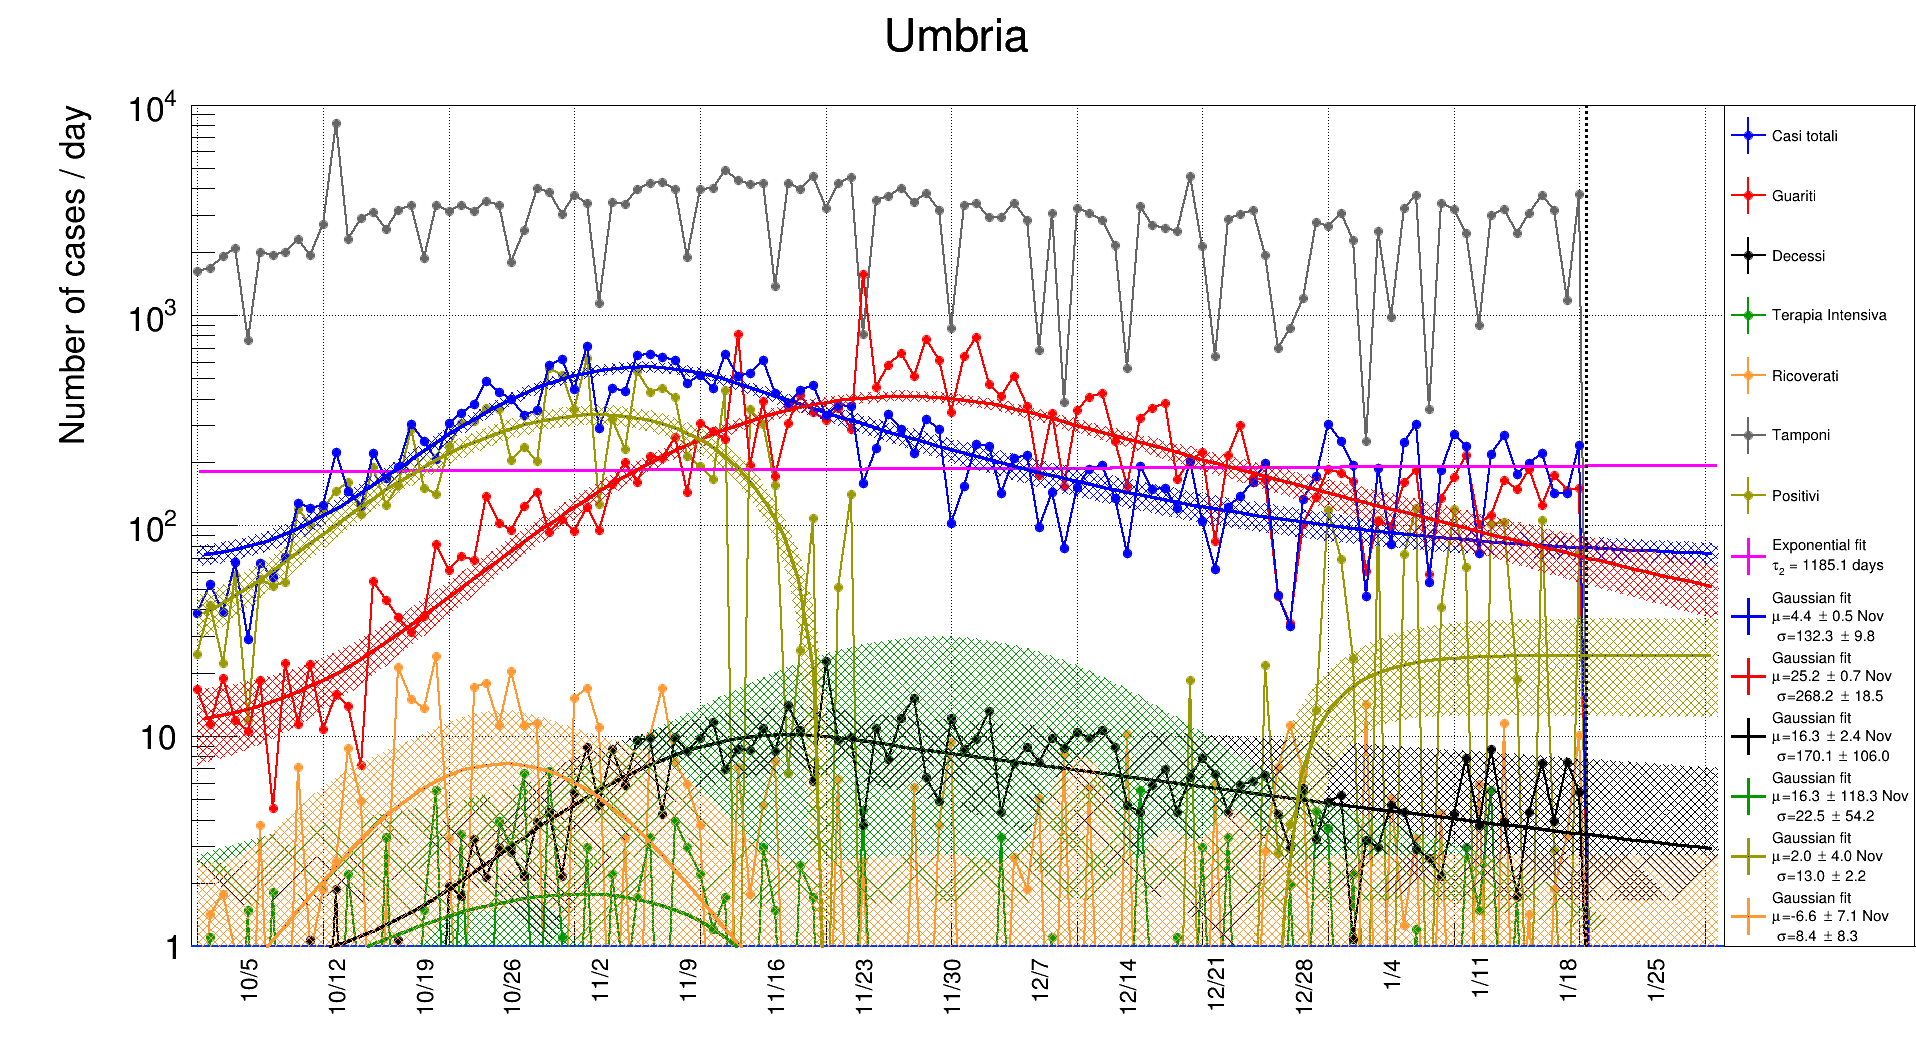 Umbria
Number of cases / day
10^4
10^3
10^2
10
1
10/5
10/12
10/19
10/26
11/2
11/9
11/16
11/23
11/30
12/7
12/14
12/21
12/28
1/4
1/11
1/18
1/25
Casi totali
Guariti
Decessi
Terapia Intensiva
Ricoverati
Tamponi
Positivi
Exponential fit
τ₂ = 1185.1 days
Gaussian fit
μ=4.4 ± 0.5 Nov
σ=132.3 ± 9.8
Gaussian fit
μ=25.2 ± 0.7 Nov
σ=268.2 ± 18.5
Gaussian fit
μ=16.3 ± 2.4 Nov
σ=170.1 ± 106.0
Gaussian fit
μ=16.3 ± 118.3 Nov
σ=22.5 ± 54.2
Gaussian fit
μ=2.0 ± 4.0 Nov
σ=13.0 ± 2.2
Gaussian fit
μ=-6.6 ± 7.1 Nov
σ=8.4 ± 8.3